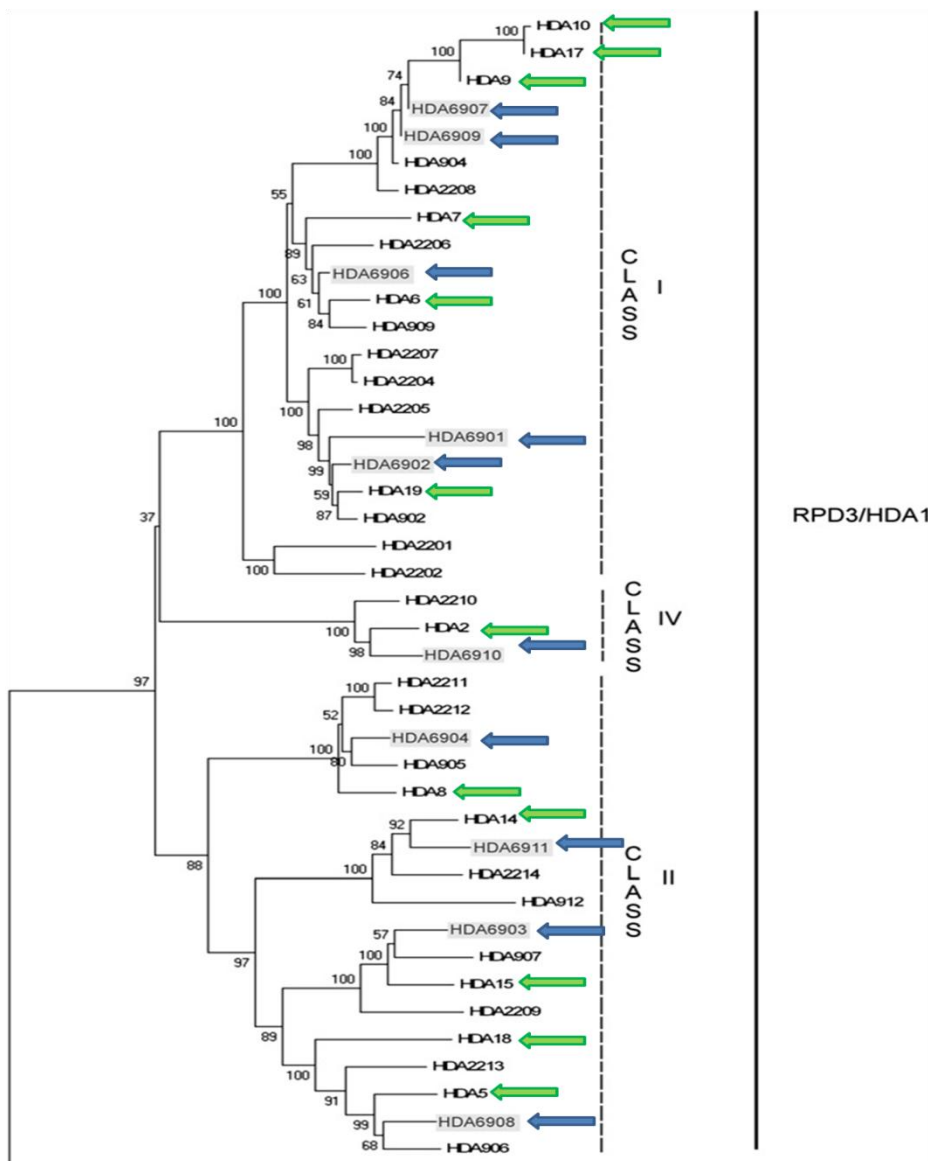 HDA10
100
HDA17
100
HDA9
74
HDA6907
84
HDA6909
100
HDA904
100
HDA2208
55
HDA7
89
HDA2206
63
HDA6906
61
HDA6
84
HDA909
100
HDA2207
100
HDA2204
100
HDA2205
98
HDA6901
99
HDA6902
59
HDA19
87
HDA902
100
HDA2201
100
HDA2202
37
HDA2210
100
HDA2
98
HDA6910
97
HDA2211
100
HDA2212
52
HDA6904
100
80
HDA905
HDA8
88
HDA14
92
HDA6911
84
HDA2214
100
HDA912
97
HDA6903
57
HDA907
100
HDA15
100
HDA2209
89
HDA18
100
HDA2213
91
HDA5
99
HDA6908
68
HDA906
CLASS
I
CLASS
IV
CLASS
II
RPD3/HDA1